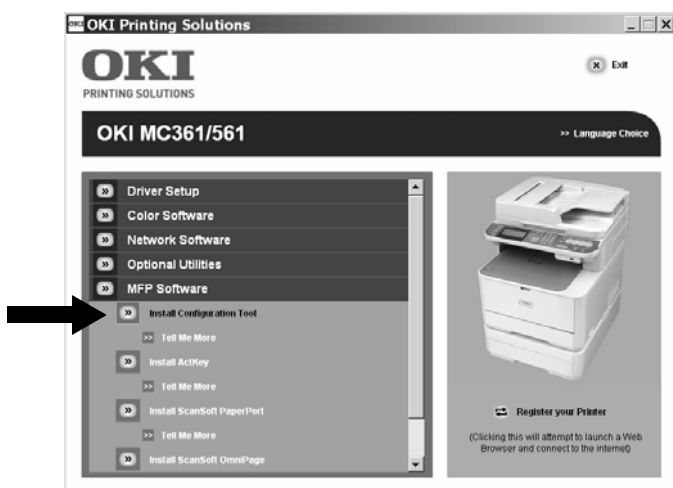 OKI OKI Printing Solutions
OKI
PRINTING SOLUTIONS
Exit
OKI MC361/561
>> Language Choice
Driver Setup
Color Software
Network Software
Optional Utilities
MFP Software
Install Configuration Tool
>> Tell Me More
Install ActKey
>> Tell Me More
Install ScanSoft PaperPort
>> Tell Me More
Install ScanSoft OmniPage
Register your Printer
(Clicking this will attempt to launch a Web
Browser and connect to the internet)